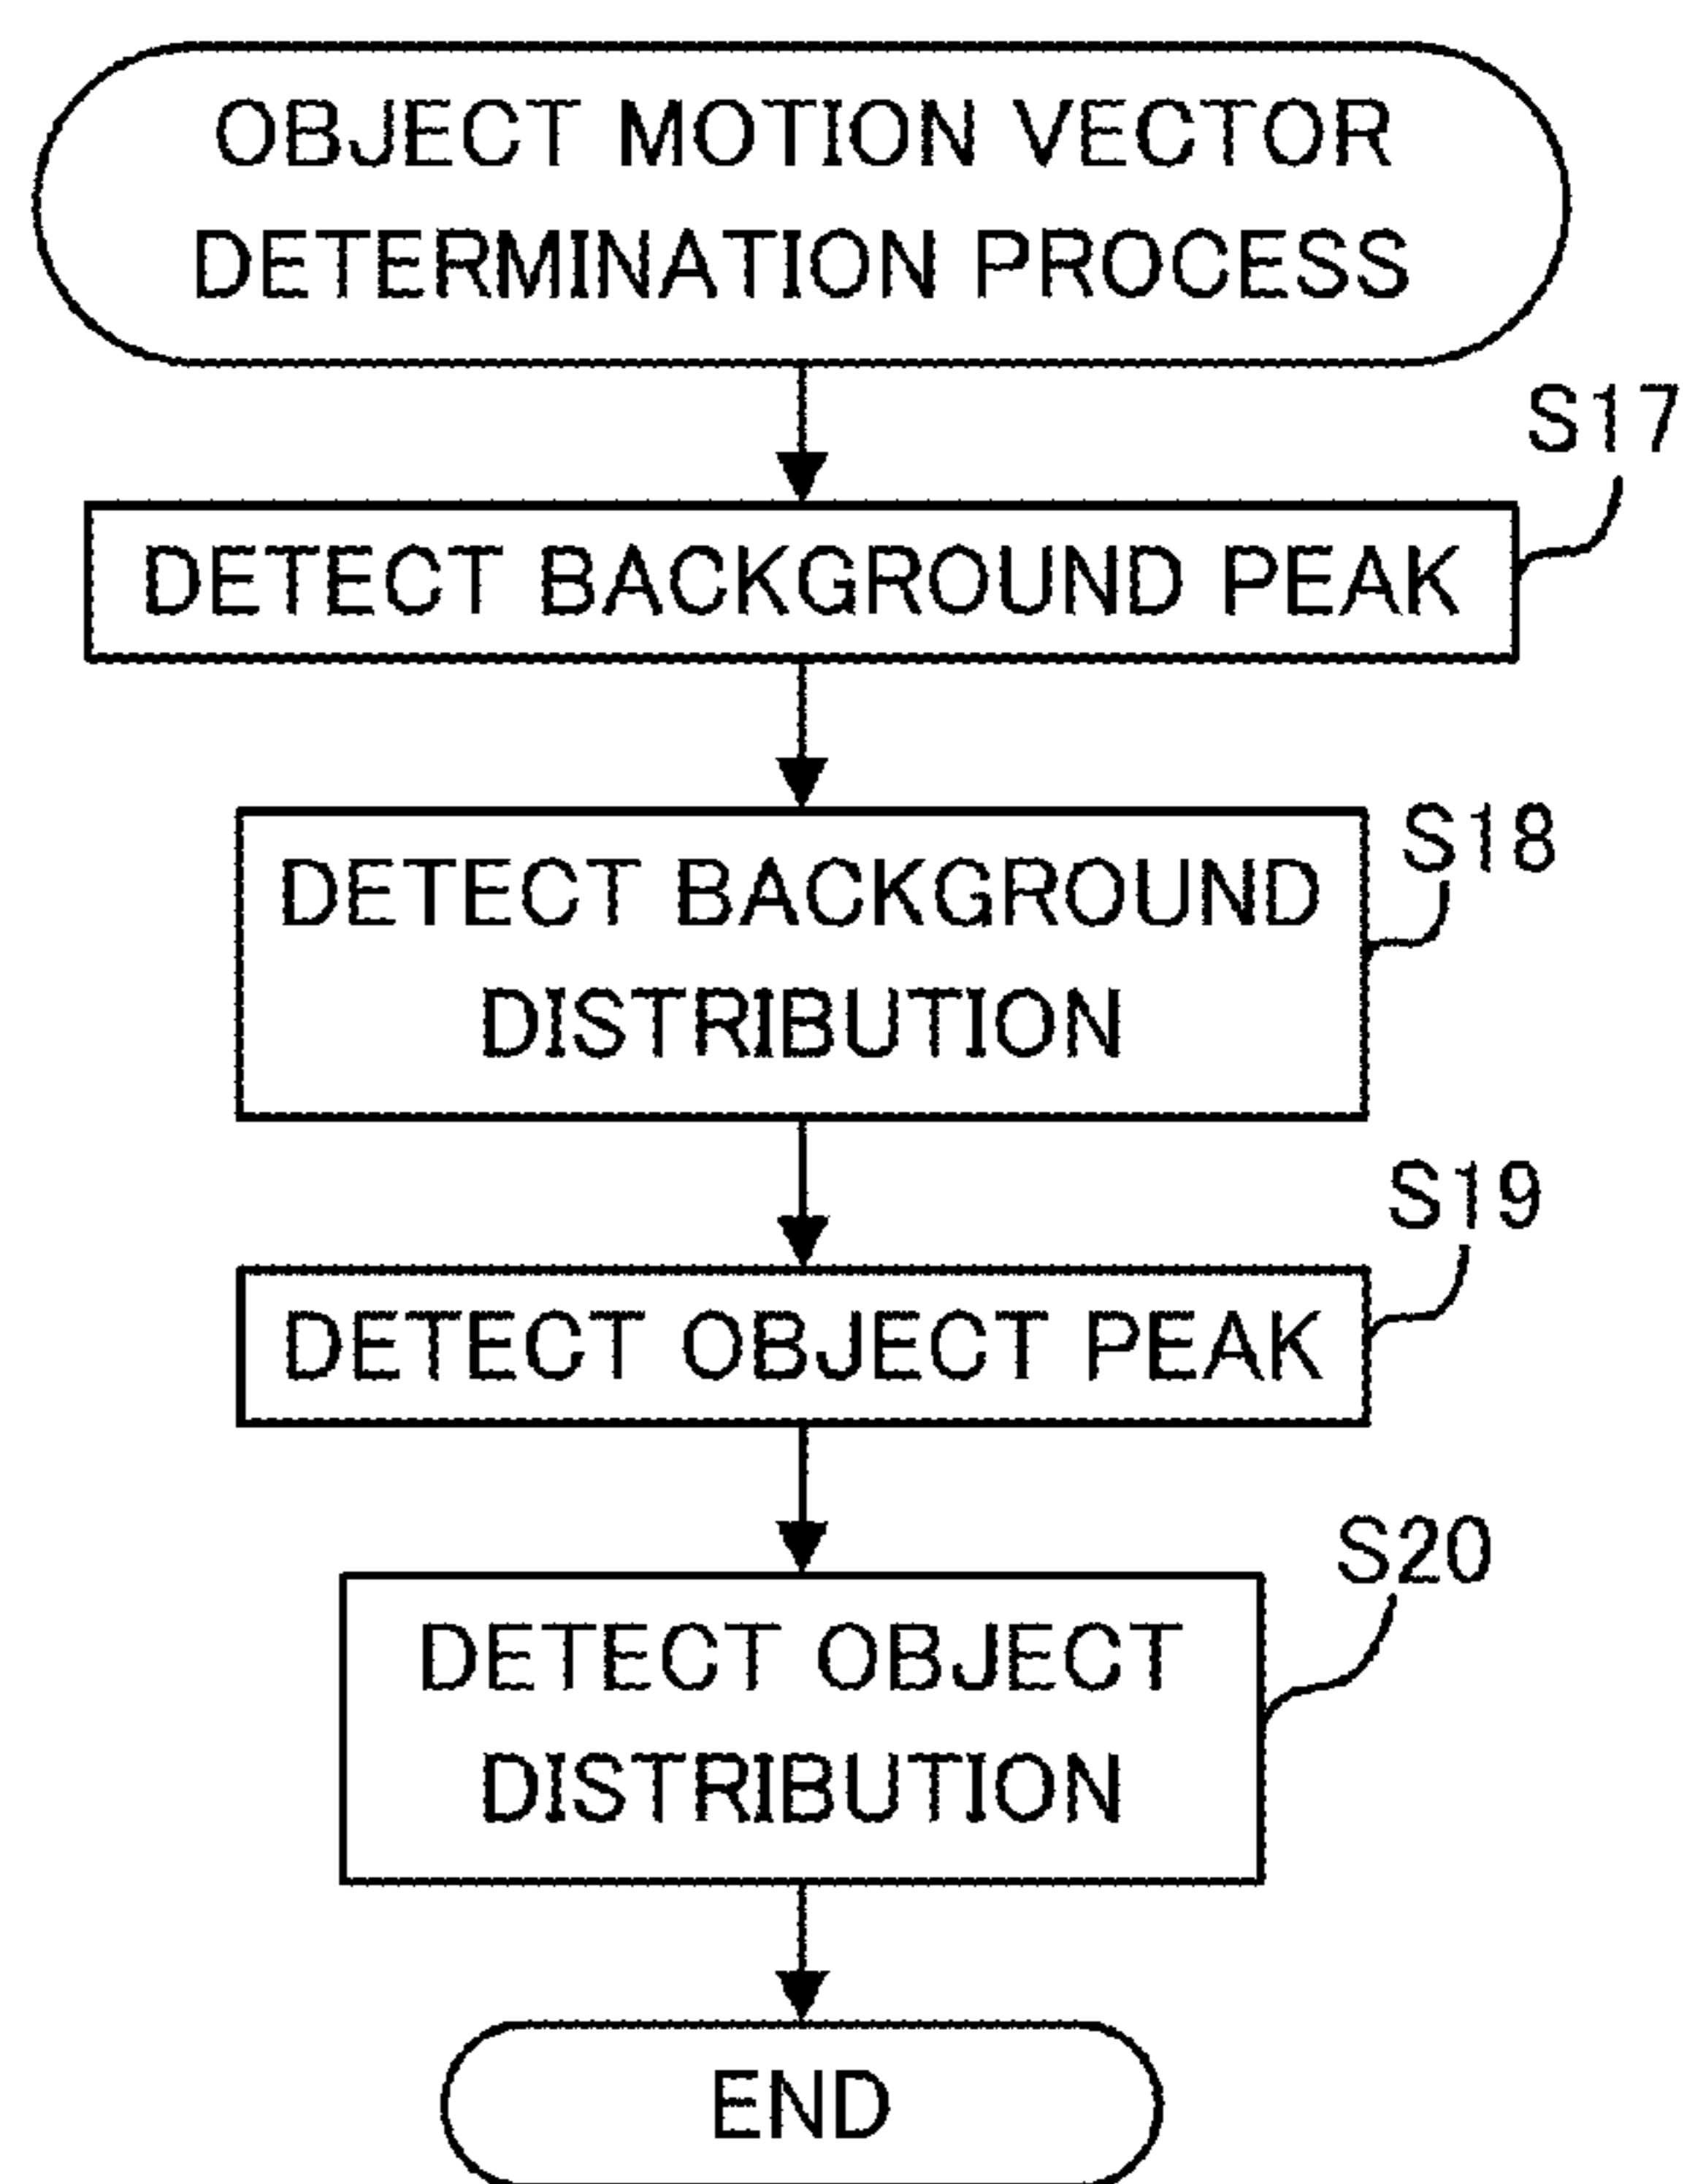 OBJECT MOTION VECTOR
DETERMINATION PROCESS
S17
DETECT BACKGROUND PEAK
S18
DETECT BACKGROUND
DISTRIBUTION
S19
DETECT OBJECT PEAK
S20
DETECT OBJECT
DISTRIBUTION
END